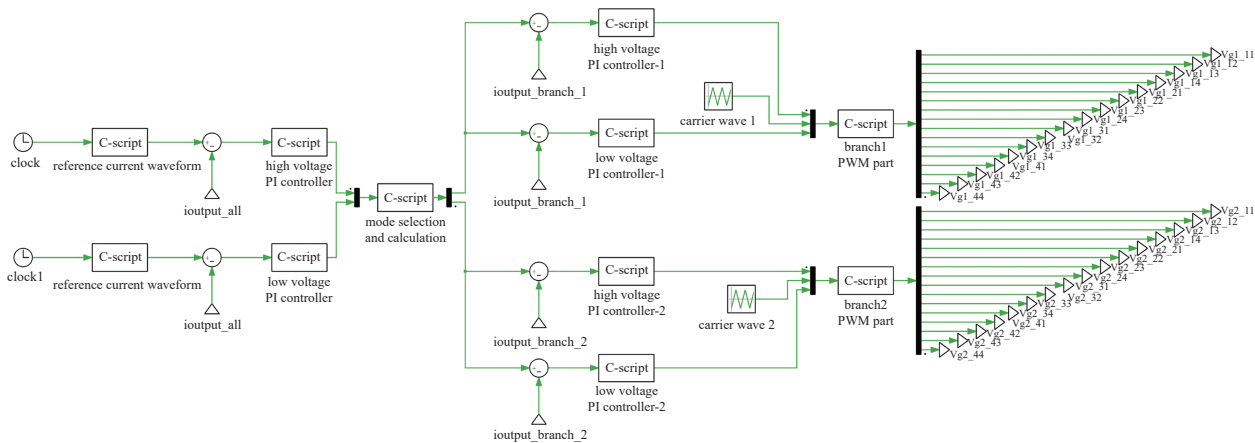 clock
C-script
reference current waveform
+
-
ioutput_all
C-script
high voltage
PI controller
clock1
C-script
reference current waveform
+
-
ioutput_all
C-script
low voltage
PI controller
C-script
mode selection
and calculation
+
-
ioutput_branch_1
C-script
high voltage
PI controller-1
+
-
ioutput_branch_1
C-script
low voltage
PI controller-1
carrier wave 1
C-script
branch1
PWM part
Vg1_11
Vg1_12
Vg1_13
Vg1_14
Vg1_21
Vg1_22
Vg1_23
Vg1_24
Vg1_31
Vg1_32
Vg1_33
Vg1_34
Vg1_41
Vg1_42
Vg1_43
Vg1_44
+
-
ioutput_branch_2
C-script
high voltage
PI controller-2
+
-
ioutput_branch_2
C-script
low voltage
PI controller-2
carrier wave 2
C-script
branch2
PWM part
Vg2_11
Vg2_12
Vg2_13
Vg2_14
Vg2_21
Vg2_22
Vg2_23
Vg2_24
Vg2_31
Vg2_32
Vg2_33
Vg2_34
Vg2_41
Vg2_42
Vg2_43
Vg2_44